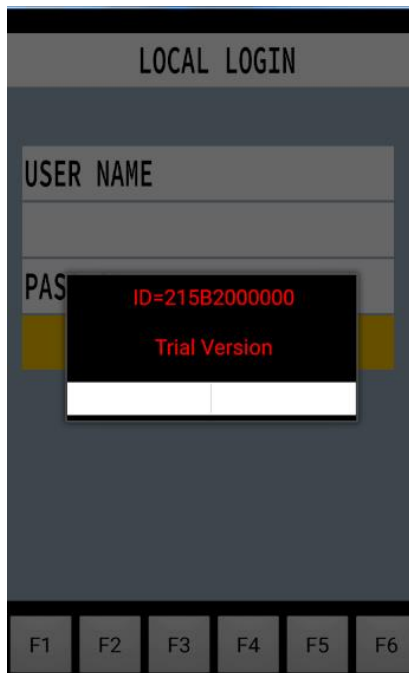 LOCAL LOGIN
USER NAME
PAS
ID=215B2000000
Trial Version
F1 F2 F3 F4 F5 F6